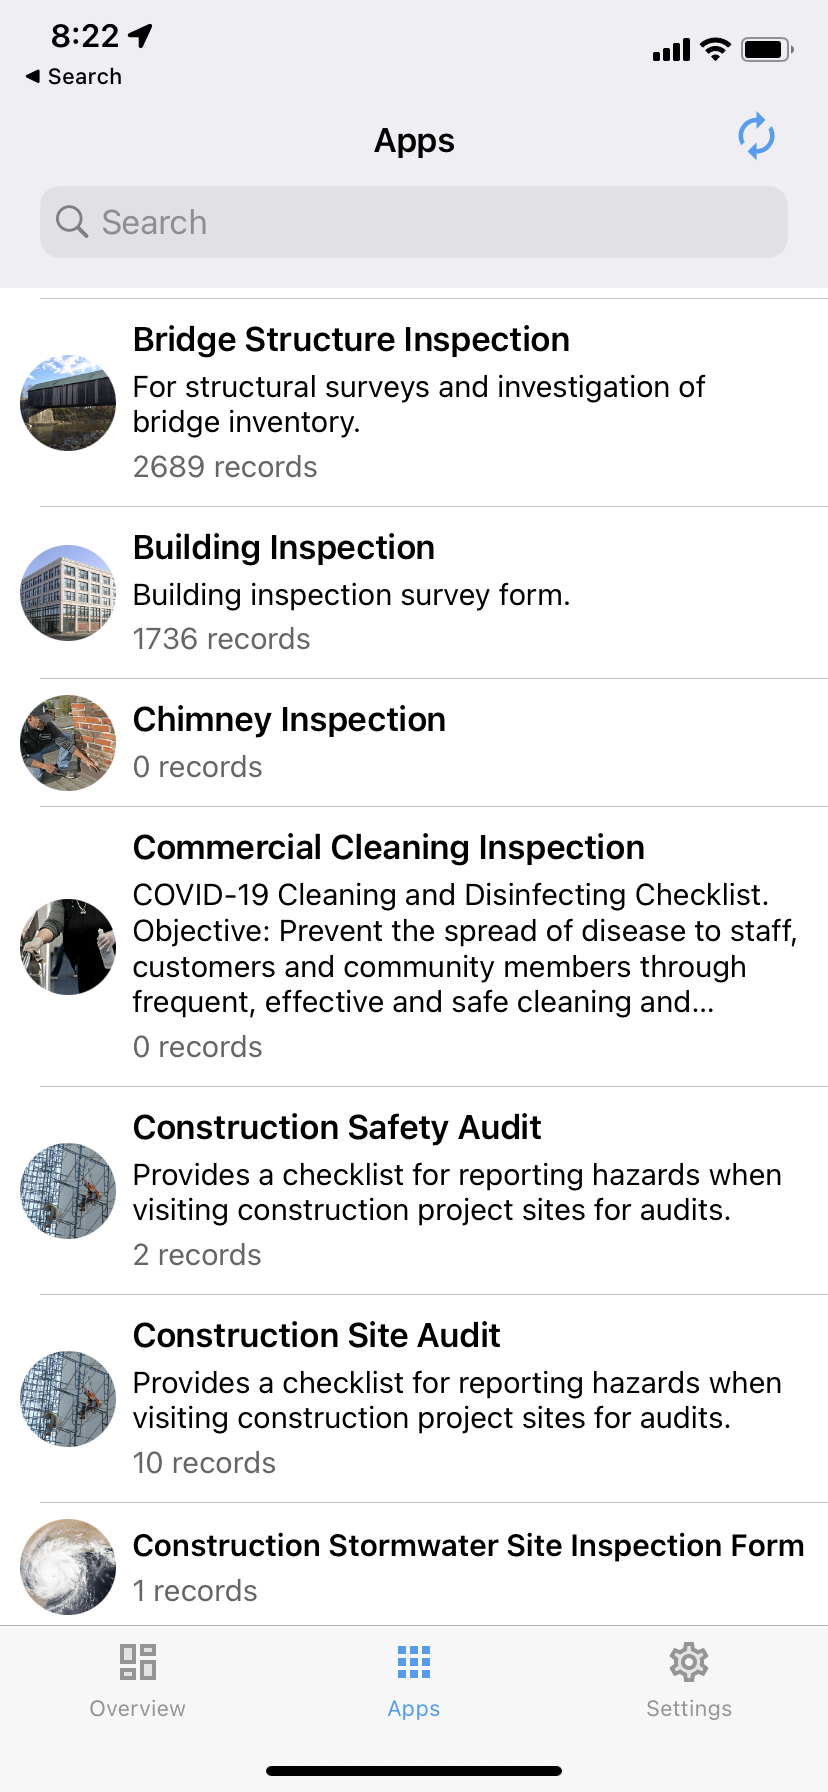 8:22
Search
Apps
Search
Bridge Structure Inspection
For structural surveys and investigation of
bridge inventory.
2689 records
Building Inspection
Building inspection survey form.
1736 records
Chimney Inspection
0 records
Commercial Cleaning Inspection
COVID-19 Cleaning and Disinfecting Checklist.
Objective: Prevent the spread of disease to staff,
customers and community members through
frequent, effective and safe cleaning and...
0 records
Construction Safety Audit
Provides a checklist for reporting hazards when
visiting construction project sites for audits.
2 records
Construction Site Audit
Provides a checklist for reporting hazards when
visiting construction project sites for audits.
10 records
Construction Stormwater Site Inspection Form
1 records
Overview
Apps
Settings